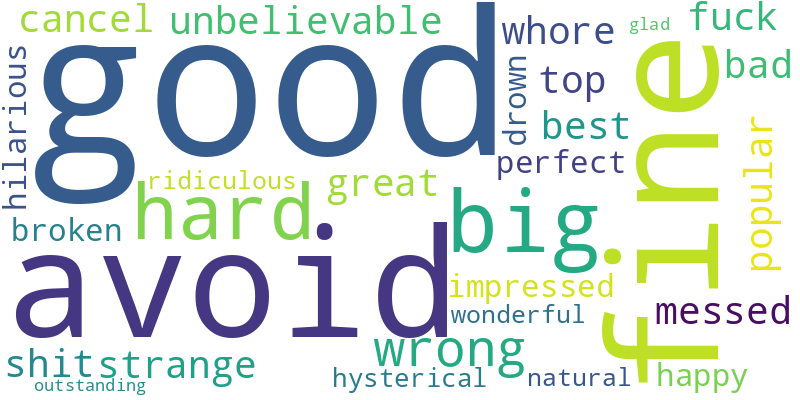 cancel
unbelievable
whore
glad
fuck
good
hilarious
drown
top
fine
bad
best
perfect
popular
ridiculous
great
hard
broken
big
avoid
impressed
wonderful
messed
wrong
shit
strange
outstanding
hysterical
natural
happy